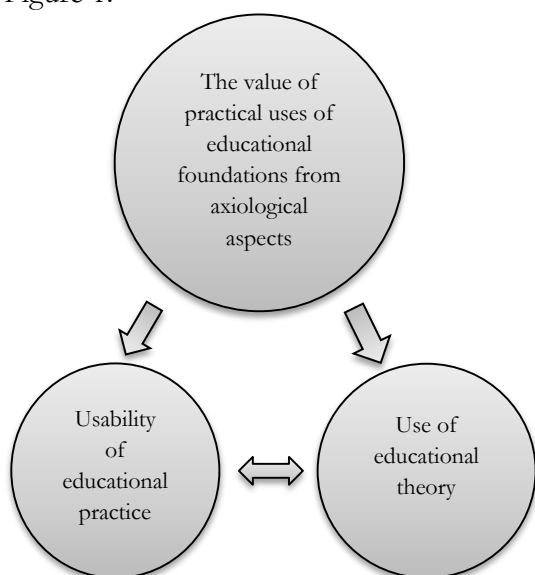 Figure 1.
The value of
practical uses of
educational
foundations from
axiological
aspects
Usability
of
educational
practice
Use of
educational
theory